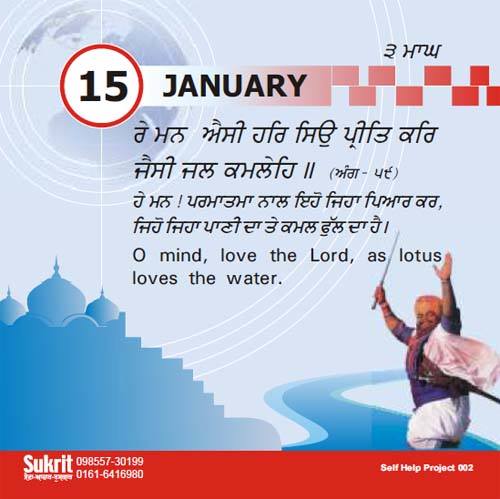 ੩ ਮਾਘ
15 JANUARY
ਰੇ ਮਨ ਐਸੀ ਹਰਿ ਸਿਉ ਪ੍ਰੀਤਿ ਕਰਿ
ਜੈਸੀ ਜਲ ਕਮਲੇਹਿ ॥ (ਅੰਗ - ੫੯)
ਹੇ ਮਨ ! ਪਰਮਾਤਮਾ ਨਾਲ ਇਹੋ ਜਿਹਾ ਪਿਆਰ ਕਰ,
ਜਿਹੋ ਜਿਹਾ ਪਾਣੀ ਦਾ ਤੇ ਕਮਲ ਫੁੱਲ ਦਾ ਹੈ।
O mind, love the Lord, as lotus
loves the water.
Sukrit 098557-30199
0161-6416980
Self Help Project 002